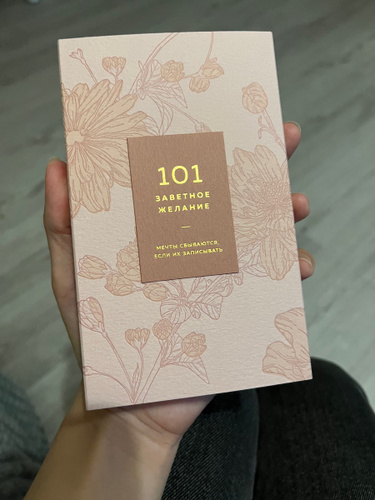 101
ЗАВЕТНОЕ
ЖЕЛАНИЕ
МЕЧТЫ СБЫВАЮТСЯ,
ЕСЛИ ИХ ЗАПИСЫВАТЬ